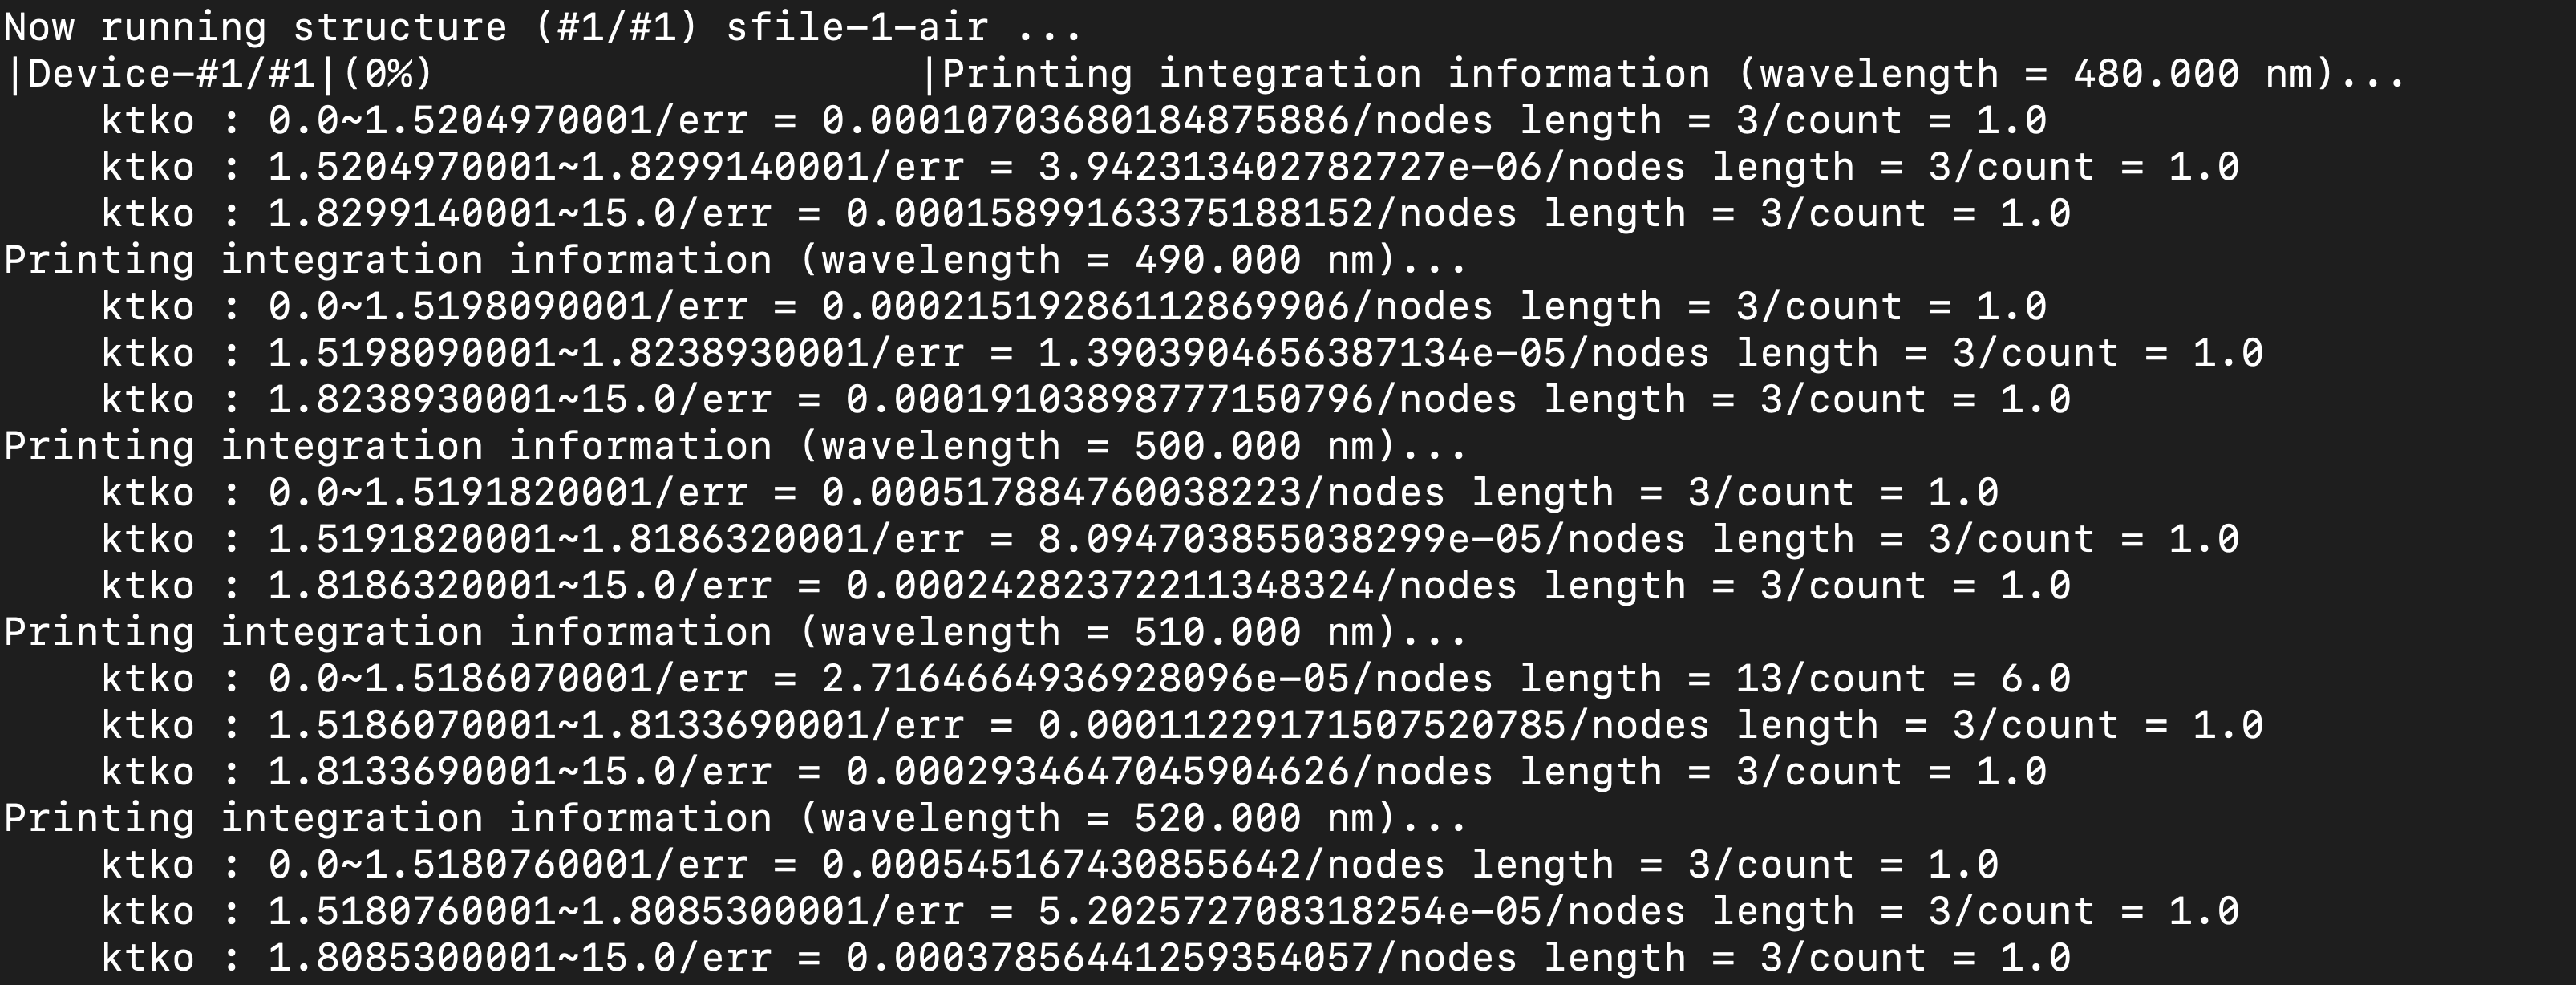 Now running structure (#1/#1) sfile-1-air ...
|Device-#1/#1|(0%)                    |Printing integration information (wavelength = 480.000 nm)...
    ktko : 0.0~1.5204970001/err = 0.00010703680184875886/nodes length = 3/count = 1.0
    ktko : 1.5204970001~1.8299140001/err = 3.942313402782727e-06/nodes length = 3/count = 1.0
    ktko : 1.8299140001~15.0/err = 0.00015899163375188152/nodes length = 3/count = 1.0
Printing integration information (wavelength = 490.000 nm)...
    ktko : 0.0~1.5198090001/err = 0.00021519286112869906/nodes length = 3/count = 1.0
    ktko : 1.5198090001~1.8238930001/err = 1.3903904656387134e-05/nodes length = 3/count = 1.0
    ktko : 1.8238930001~15.0/err = 0.00019103898777150796/nodes length = 3/count = 1.0
Printing integration information (wavelength = 500.000 nm)...
    ktko : 0.0~1.5191820001/err = 0.000517884760038223/nodes length = 3/count = 1.0
    ktko : 1.5191820001~1.8186320001/err = 8.094703855038299e-05/nodes length = 3/count = 1.0
    ktko : 1.8186320001~15.0/err = 0.00024282372211348324/nodes length = 3/count = 1.0
Printing integration information (wavelength = 510.000 nm)...
    ktko : 0.0~1.5186070001/err = 2.7164664936928096e-05/nodes length = 13/count = 6.0
    ktko : 1.5186070001~1.8133690001/err = 0.00011229171507520785/nodes length = 3/count = 1.0
    ktko : 1.8133690001~15.0/err = 0.0002934647045904626/nodes length = 3/count = 1.0
Printing integration information (wavelength = 520.000 nm)...
    ktko : 0.0~1.5180760001/err = 0.000545167430855642/nodes length = 3/count = 1.0
    ktko : 1.5180760001~1.8085300001/err = 5.202572708318254e-05/nodes length = 3/count = 1.0
    ktko : 1.8085300001~15.0/err = 0.00037856441259354057/nodes length = 3/count = 1.0